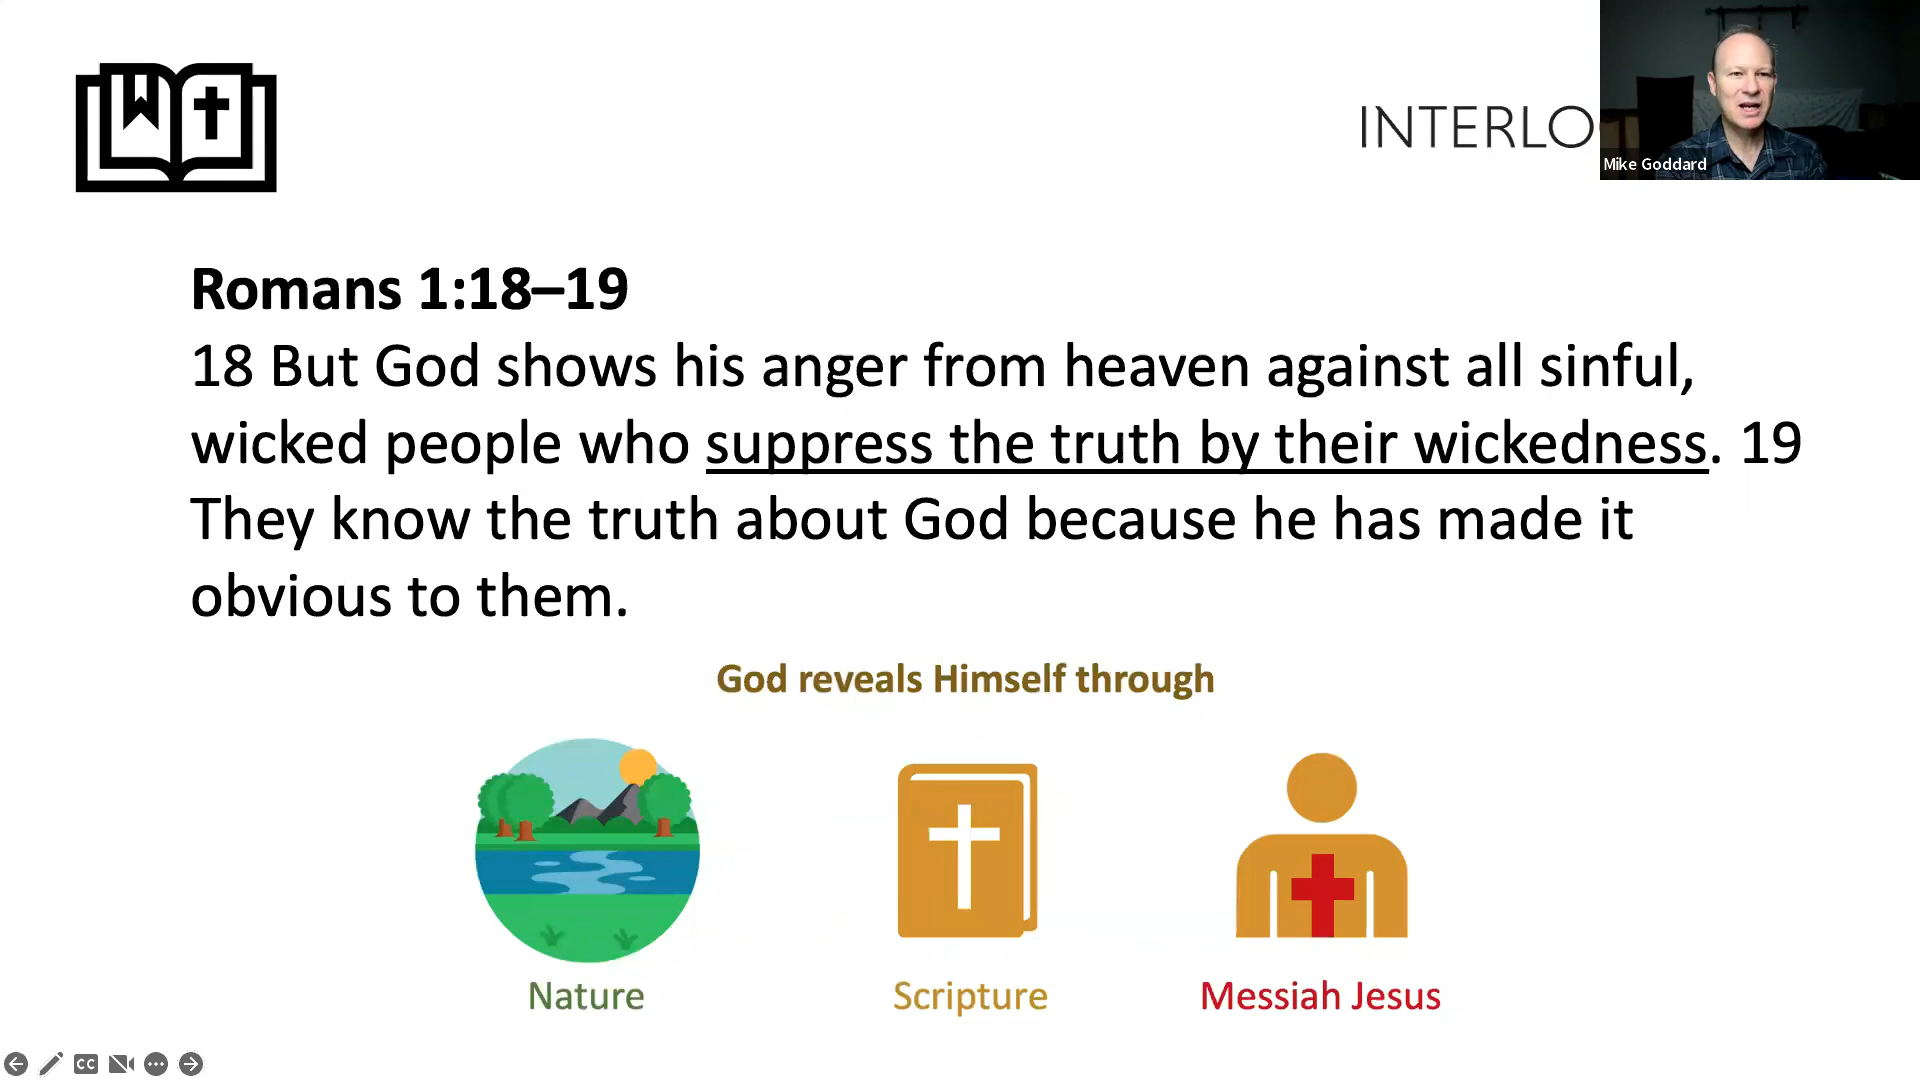 INTERLO
Mike Goddard
Romans 1:18–19
18 But God shows his anger from heaven against all sinful,
wicked people who suppress the truth by their wickedness. 19
They know the truth about God because he has made it
obvious to them.
God reveals Himself through
Nature
Scripture
Messiah Jesus
CC